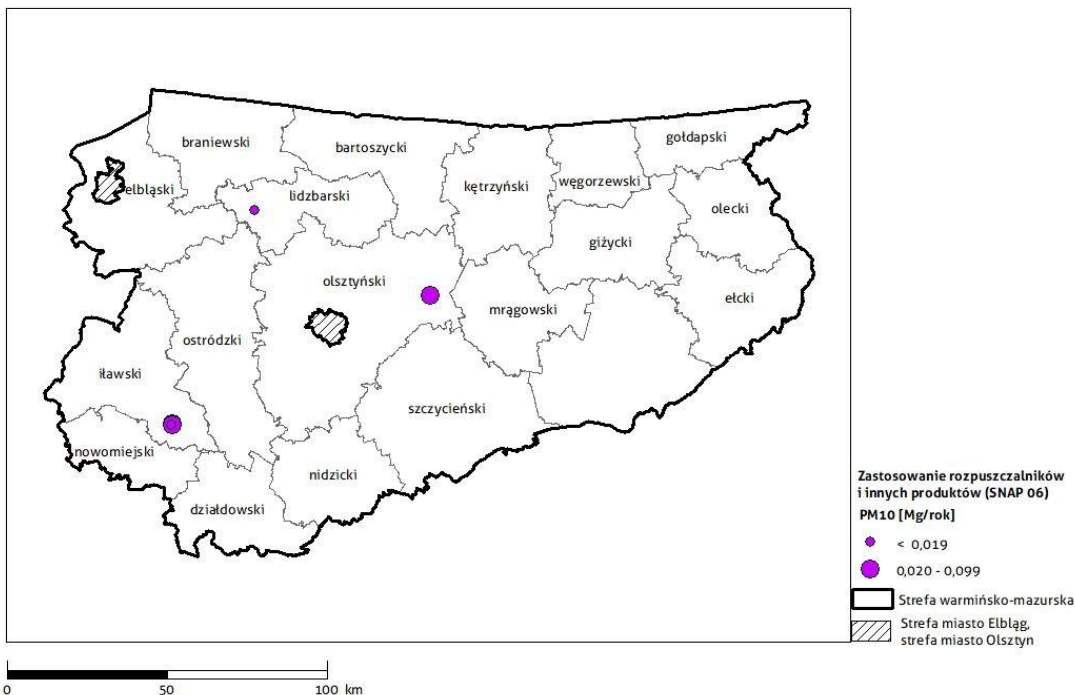 gołdapski
braniewski
bartoszycki
elbląski
lidzbarski
kętrzyński
węgorzewski
olecki
giżycki
olsztyński
mrągowski
ełcki
ostródzki
iławski
szczycieński
nowomiejski
nidzicki
działdowski
Zastosowanie rozpuszczalników
i innych produktów (SNAP 06)
PM10 [Mg/rok]
< 0,019
0,020 - 0,099
Strefa warmińsko-mazurska
Strefa miasto Elbląg,
strefa miasto Olsztyn
0 50 100 km